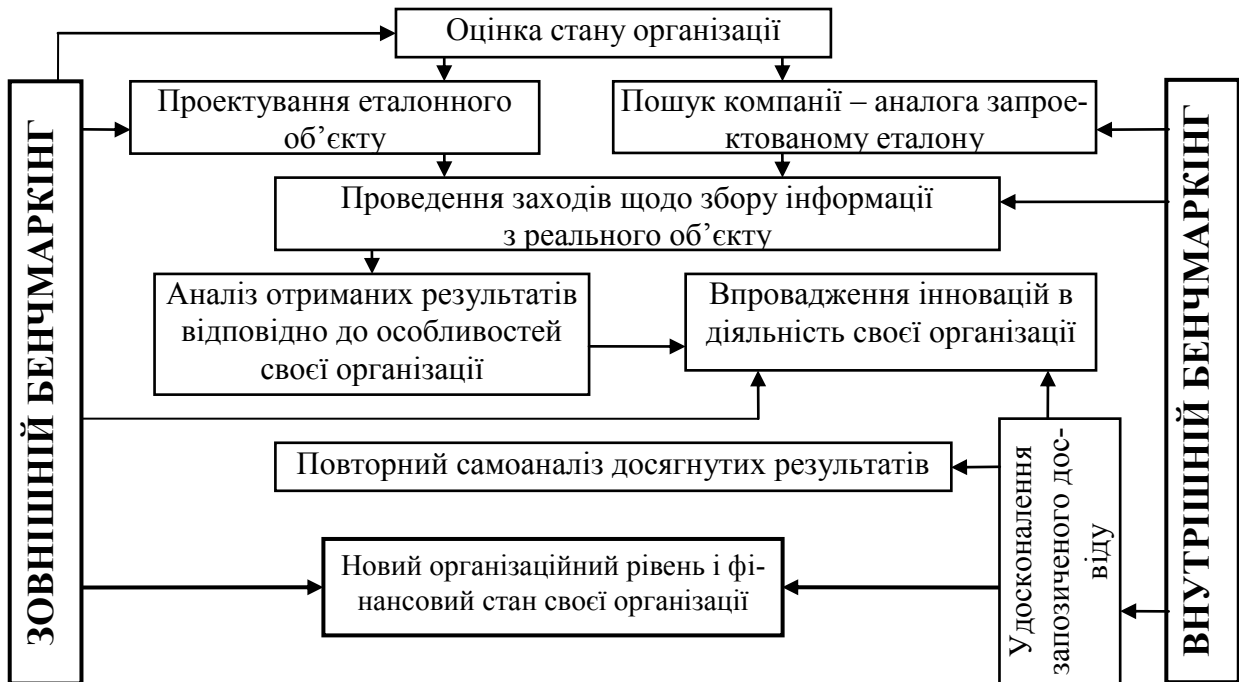 Оцінка стану організації
ЗОВНІШНІЙ БЕНЧМАРКІНГ
Проектування еталонного
об’єкту
Пошук компанії – аналога запрое-
ктованому еталону
ВНУТРІШНІЙ БЕНЧМАРКІНГ
Проведення заходів щодо збору інформації
з реального об’єкту
Аналіз отриманих результатів
відповідно до особливостей
своєї організації
Впровадження інновацій в
діяльність своєї організації
Повторний самоаналіз досягнутих результатів
Удосконалення
запозиченого дос-
віду
Новий організаційний рівень і фі-
нансовий стан своєї організації